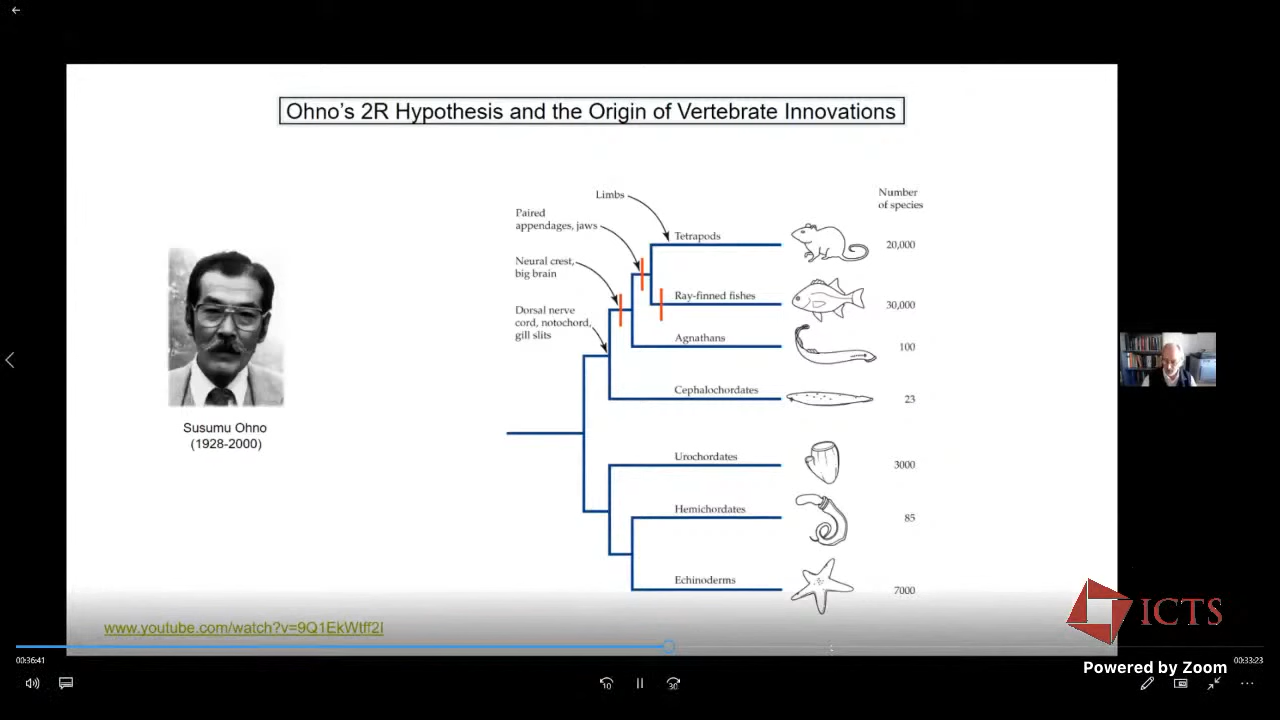 Ohno's 2R Hypothesis and the Origin of Vertebrate Innovations
Limbs
Number
of species
Paired
appendages, jaws
Tetrapods
20,000
Neural crest,
big brain
Ray-finned fishes
30,000
Dorsal nerve
cord, notochord,
gill slits
Agnathans
100
Cephalochordates
23
Susumu Ohno
(1928-2000)
Urochordates
3000
Hemichordates
85
Echinoderms
7000
ICTS
www.youtube.com/watch?v=9Q1EkWtff2I
00:36:41
00:33:23
Powered by Zoom
10
30